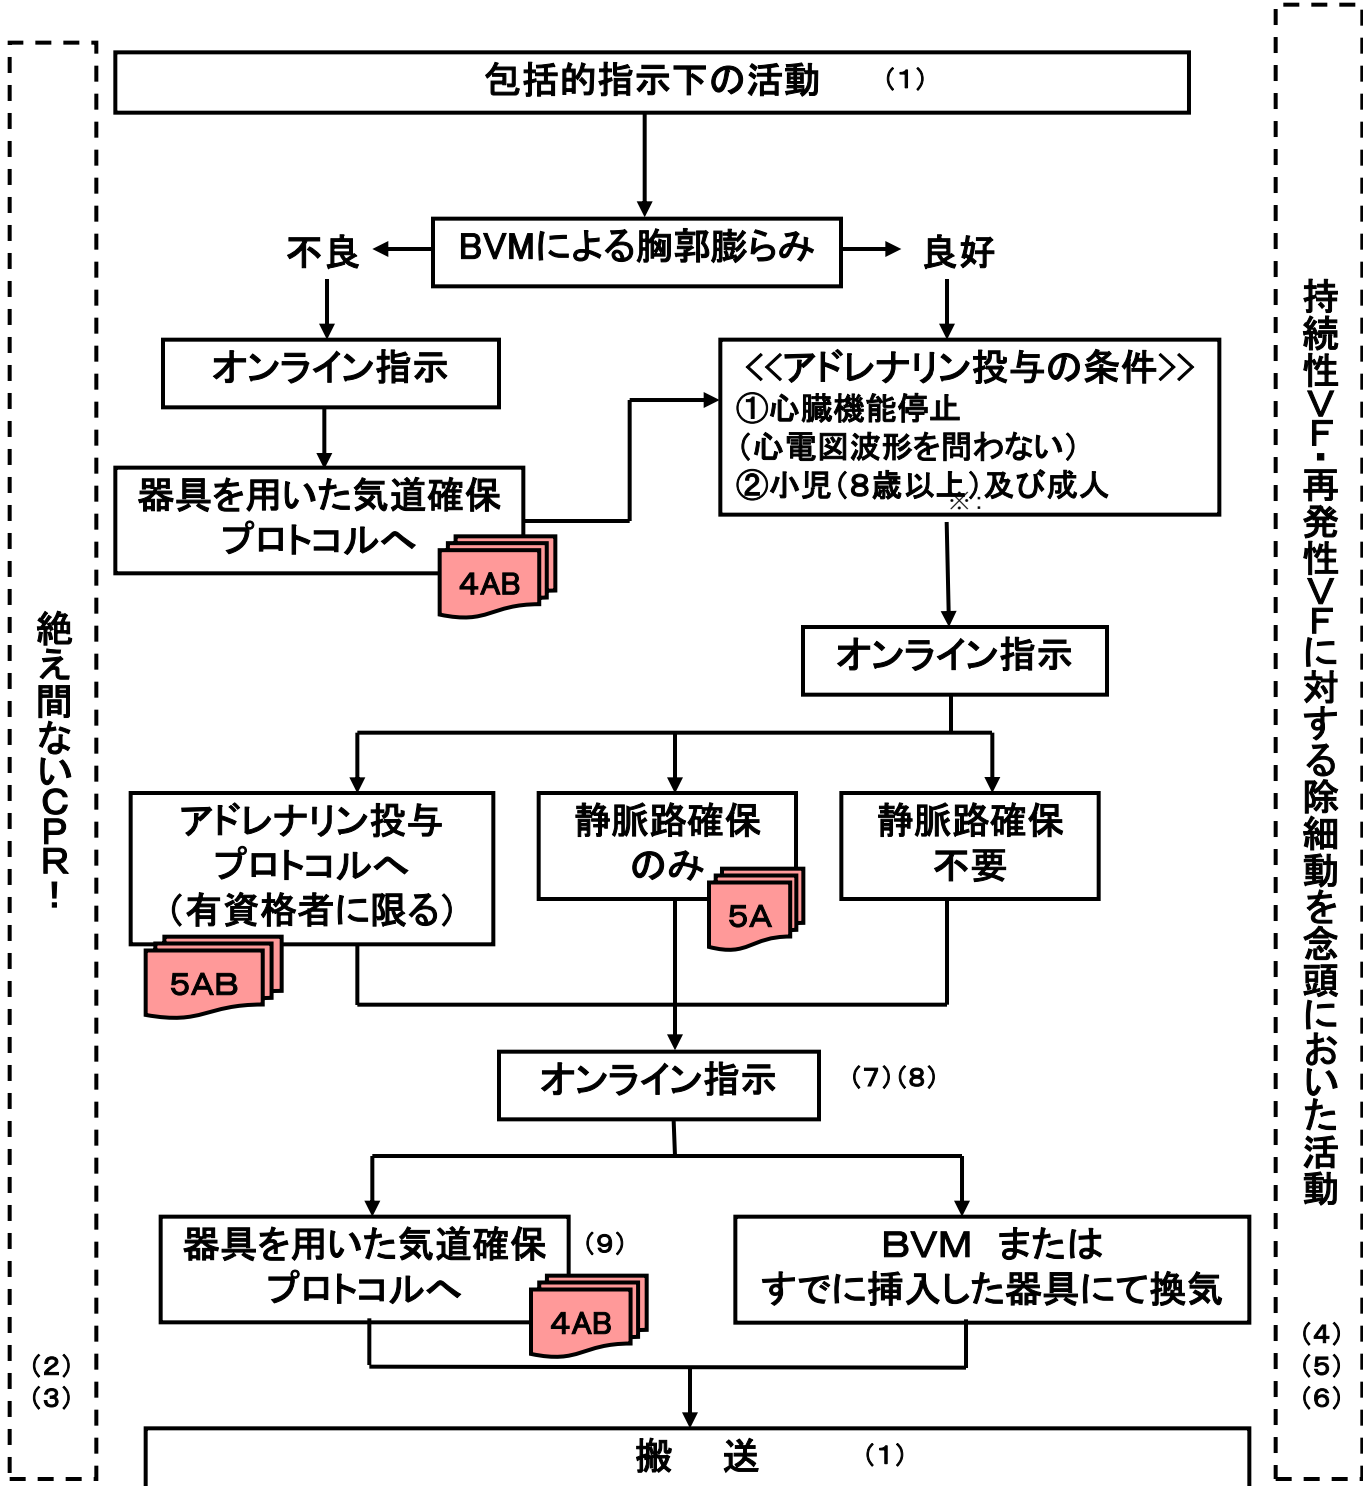 包括的指示下の活動　（１）
BVMによる胸郭膨らみ
不良
良好
オンライン指示
<<アドレナリン投与の条件>>
①心臓機能停止
（心電図波形を問わない）
②小児（８歳以上）及び成人
※．
器具を用いた気道確保
プロトコルへ
４AB
オンライン指示
アドレナリン投与
プロトコルへ
（有資格者に限る）
５AB
静脈路確保
のみ
５A
静脈路確保
不要
オンライン指示　（７）（８）
器具を用いた気道確保　（９）
プロトコルへ
４AB
ＢＶＭ　または
すでに挿入した器具にて換気
搬　送　（１）
絶え間ないＣＰＲ！
（２）
（３）
持続性ＶＦ・再発性ＶＦに対する除細動を念頭においた活動
（４）
（５）
（６）